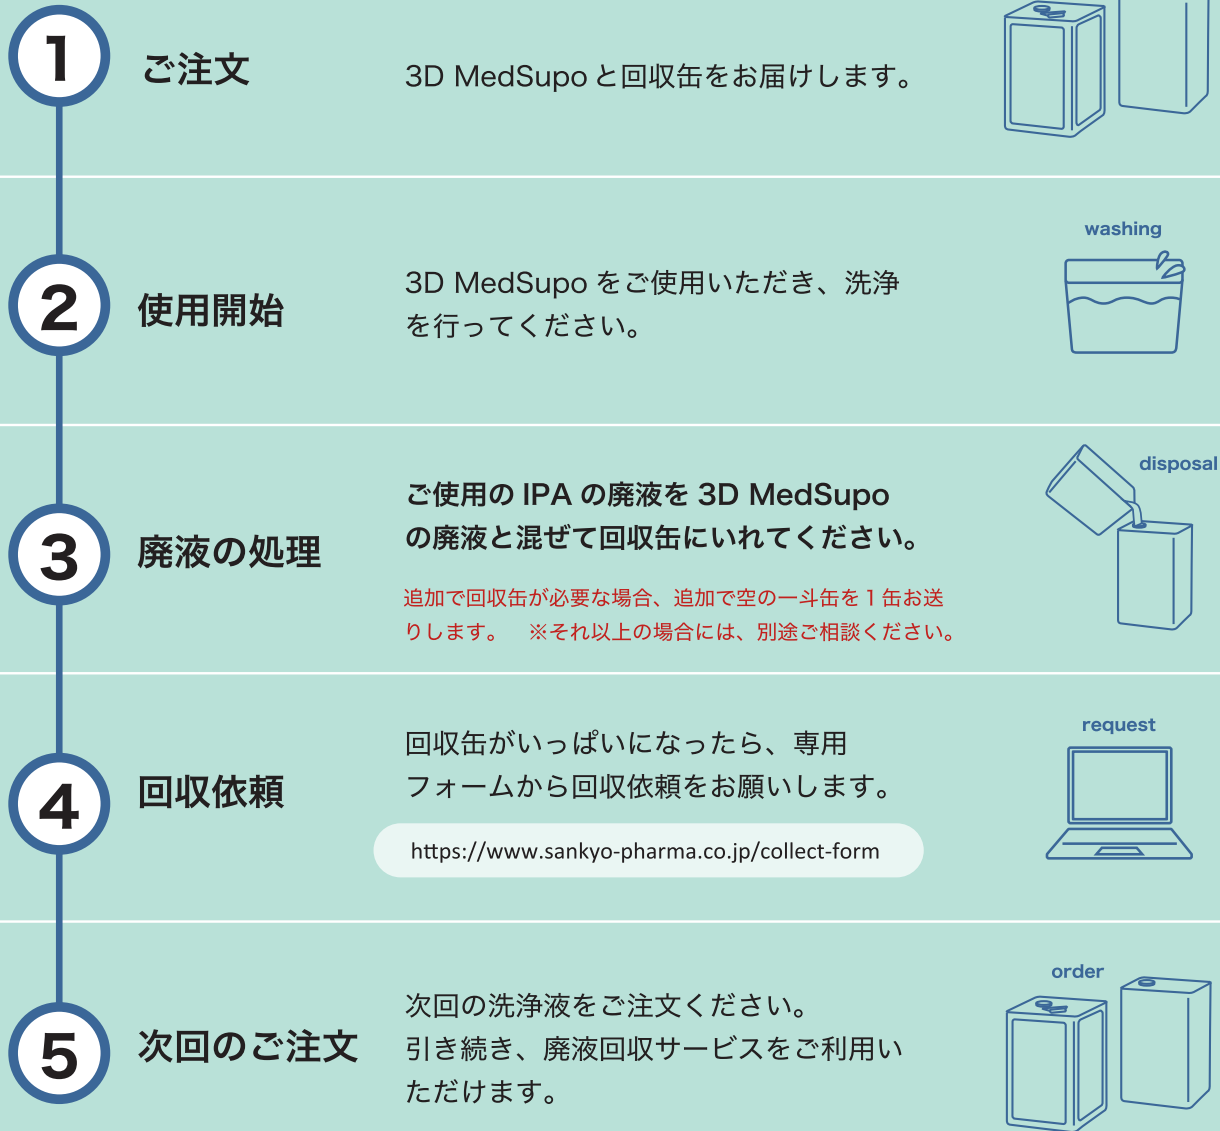 1
ご注文
3D MedSupoと回収缶をお届けします。
washing
2
使用開始
3D MedSupo をご使用いただき、洗浄
を行ってください。
disposal
3
廃液の処理
ご使用の IPA の廃液を 3D MedSupo
の廃液と混ぜて回収缶にいれてください。
追加で回収缶が必要な場合、追加で空の一斗缶を1缶お送
りします。 ※それ以上の場合には、別途ご相談ください。
request
4
回収依頼
回収缶がいっぱいになったら、専用
フォームから回収依頼をお願いします。
https://www.sankyo-pharma.co.jp/collect-form
order
5
次回のご注文
次回の洗浄液をご注文ください。
引き続き、廃液回収サービスをご利用い
ただけます。